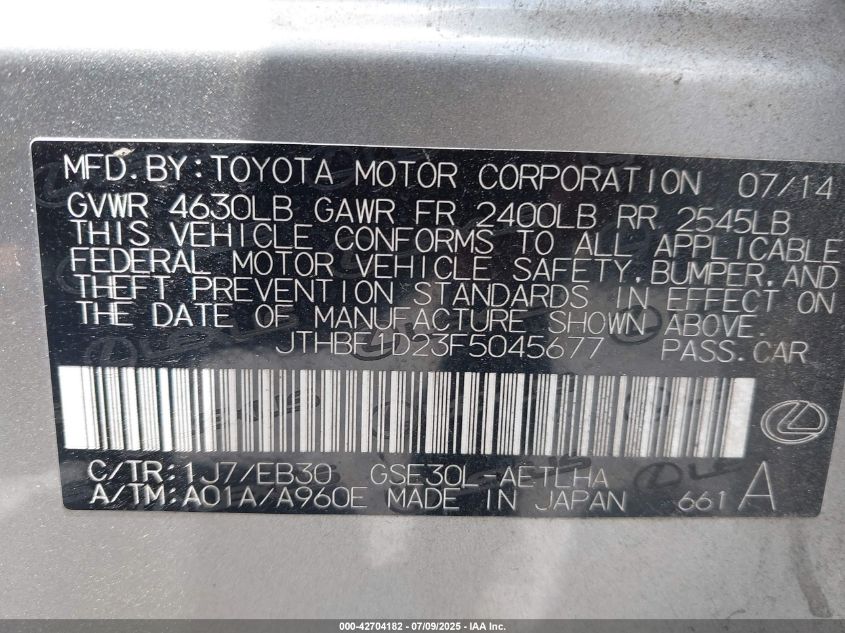 MFD.BY:TOYOTA MOTOR CORPORATION 07/14
GVWR 4630LB GAWR FR 2400LB RR 2545LB
THIS VEHICLE CONFORMS TO ALL APPLICABLE
FEDERAL MOTOR VEHICLE SAFETY,BUMPER,AND
THEFT PREVENTION STANDARDS IN EFFECT ON
THE DATE OF MANUFACTURE SHOWN ABOVE.
JTHBE1D23F5045677 PASS.CAR
C/TR:1J7/EB30 GSE30L-AETLHA
A/TM:A01A/A960E MADE IN JAPAN 661 A
000-42704182 - 07/09/2025 - IAA Inc.